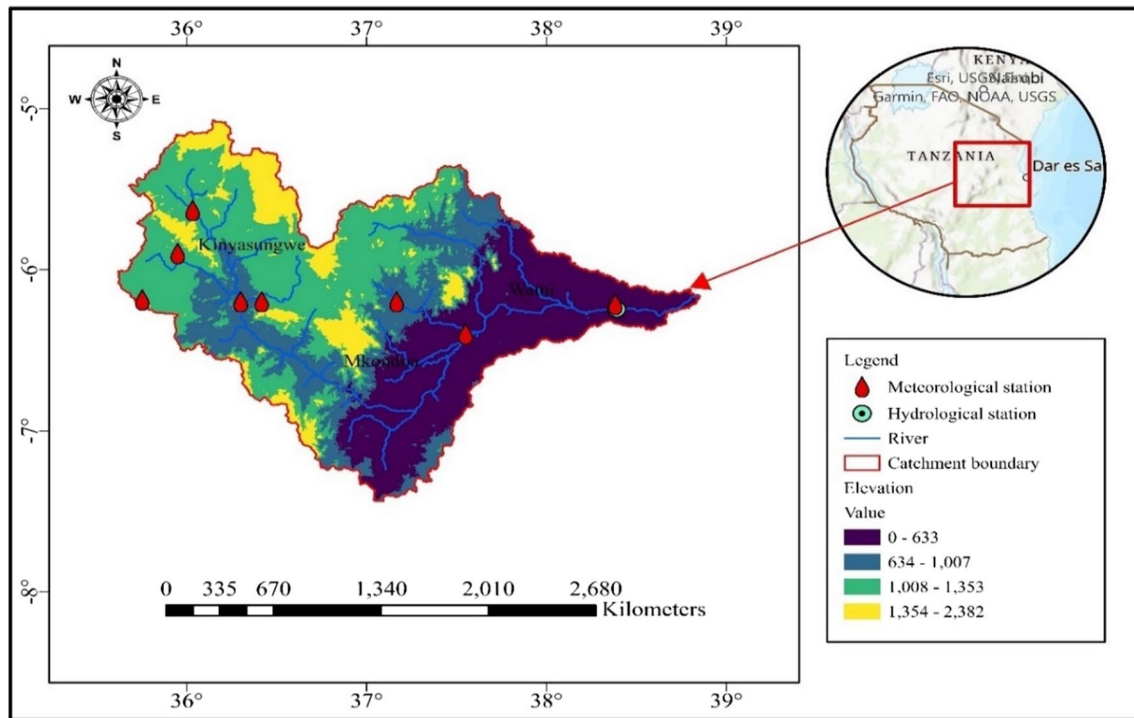 36° 37° 38° 39°
N
W E
S
-5°
-6°
-7°
-8°
Kinyasungwe
Wami
0 335 670 1,340 2,010 2,680
Kilometers
36° 37° 38° 39°
Esri, USGS
Garmin, FAO, NOAA, USGS
TANZANIA
Dar es Sa
Legend
Meteorological station
Hydrological station
River
Catchment boundary
Elevation
Value
0 - 633
634 - 1,007
1,008 - 1,353
1,354 - 2,382